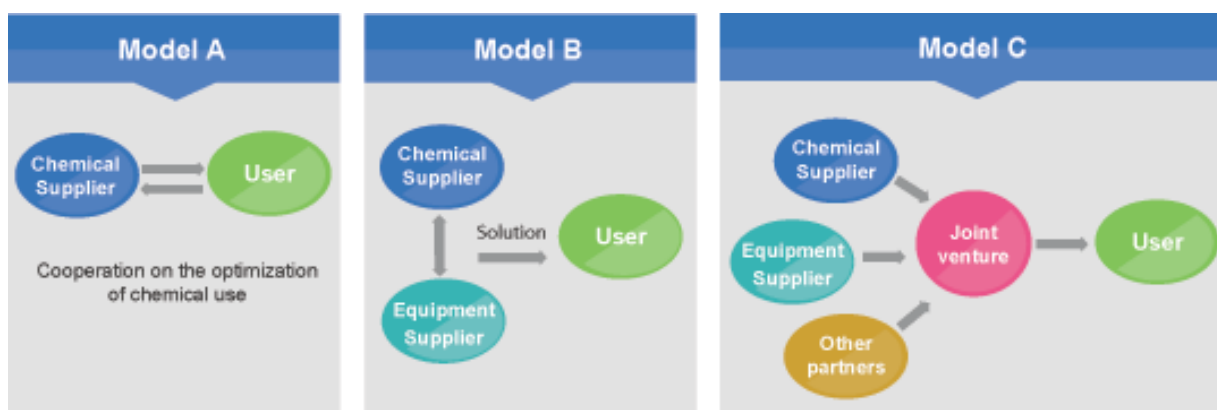 Model A
Chemical
Supplier
User
Cooperation on the optimization
of chemical use
Model B
Chemical
Supplier
Solution
User
Equipment
Supplier
Model C
Chemical
Supplier
Equipment
Supplier
Joint
venture
User
Other
partners